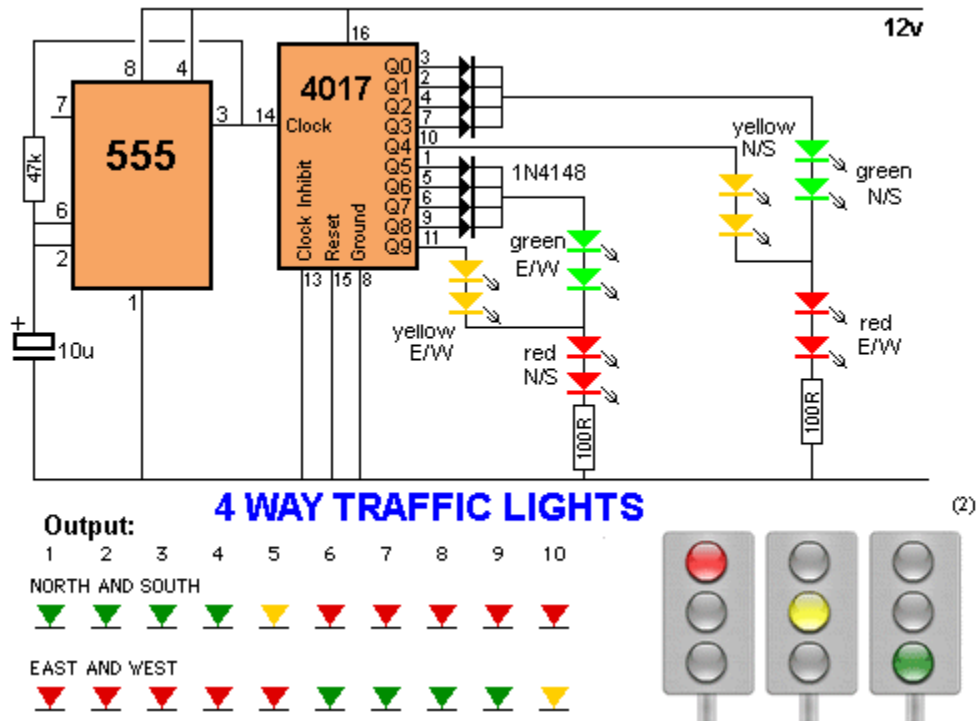 12v
16
8
4
3
Q0
3
Q1
2
Q2
4
Q3
7
Q4
10
Q5
1
Q6
5
Q7
6
Q8
9
Q9
11
7
555
14
4017
Clock
47k
6
2
1
Clock Inhibit
Reset
Ground
13
15
8
1N4148
yellow
N/S
green
N/S
green
E/W
yellow
E/W
red
N/S
red
E/W
+
10u
100R
100R
4 WAY TRAFFIC LIGHTS
(2)
Output:
1 2 3 4 5 6 7 8 9 10
NORTH AND SOUTH
EAST AND WEST